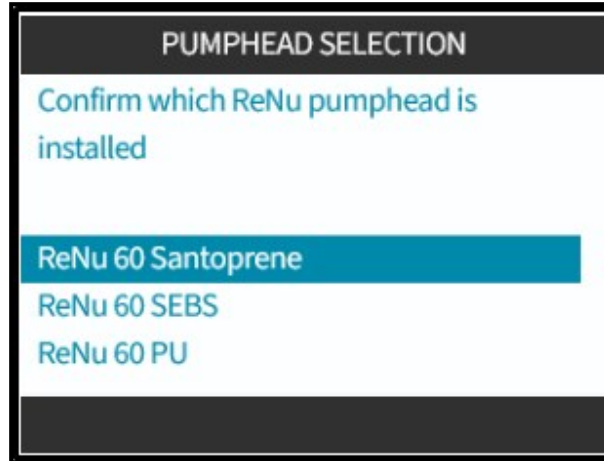 PUMPHEAD SELECTION
Confirm which ReNu pumphead is
installed
ReNu 60 Santoprene
ReNu 60 SEBS
ReNu 60 PU